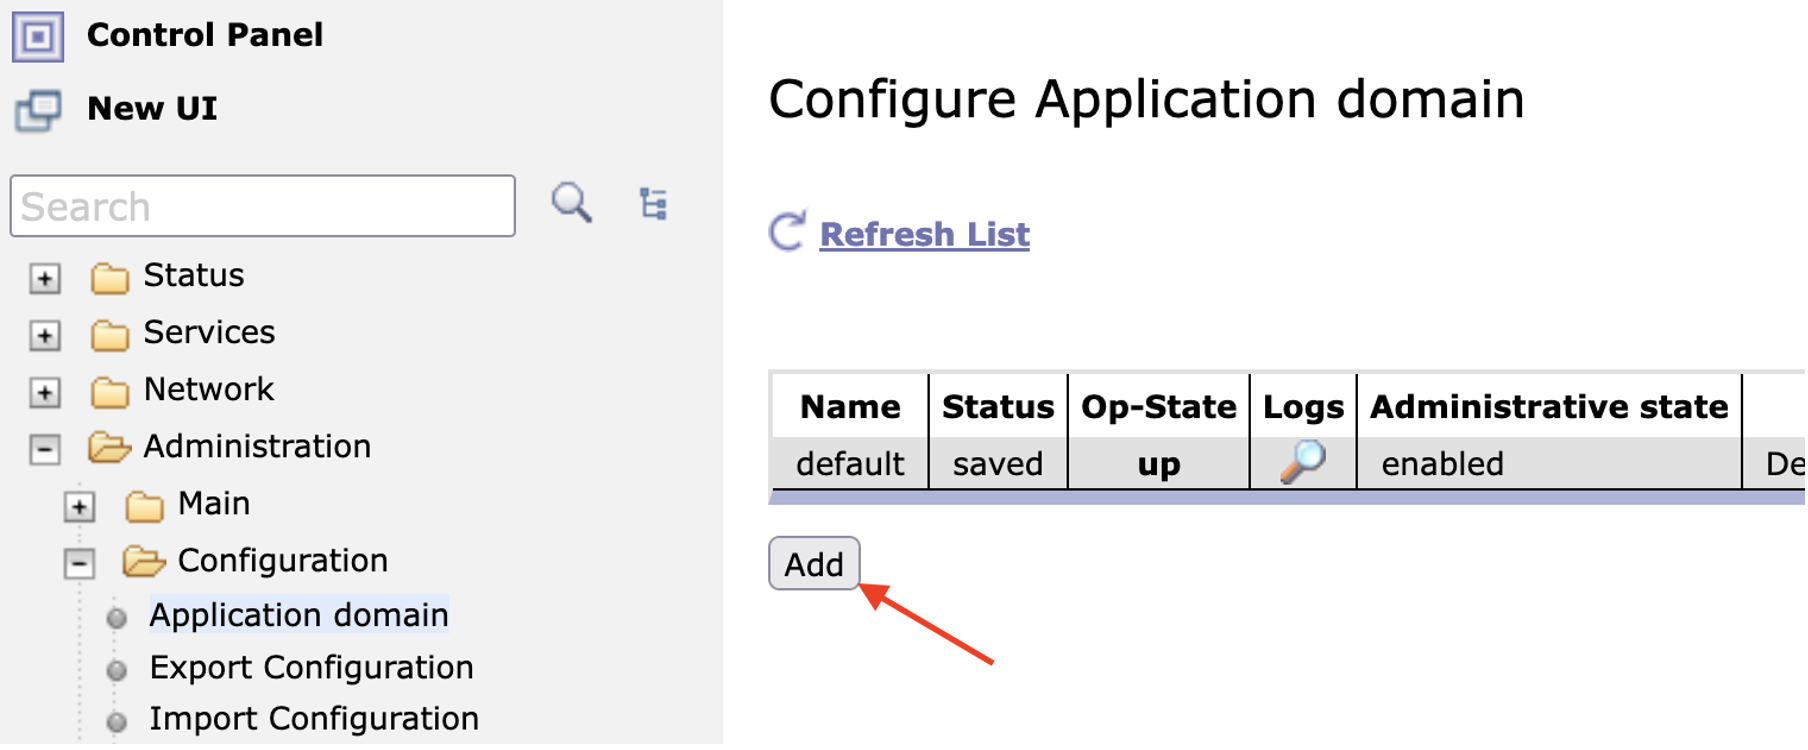 Control Panel
New UI
Search
Status
Services
Network
Administration
Main
Configuration
Application domain
Export Configuration
Import Configuration
Configure Application domain
Refresh List
Name Status Op-State Logs Administrative state
default saved up enabled De
Add